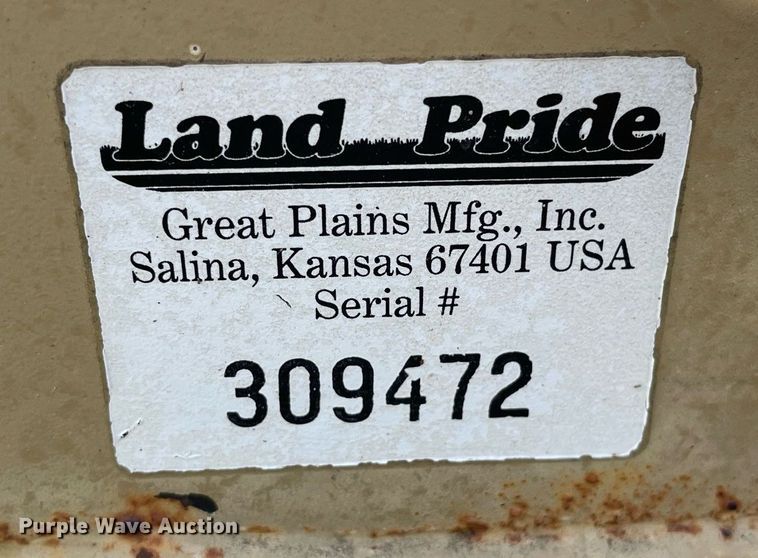 Land Pride
Great Plains Mfg., Inc.
Salina, Kansas 67401 USA
Serial #
309472
Purple Wave Auction